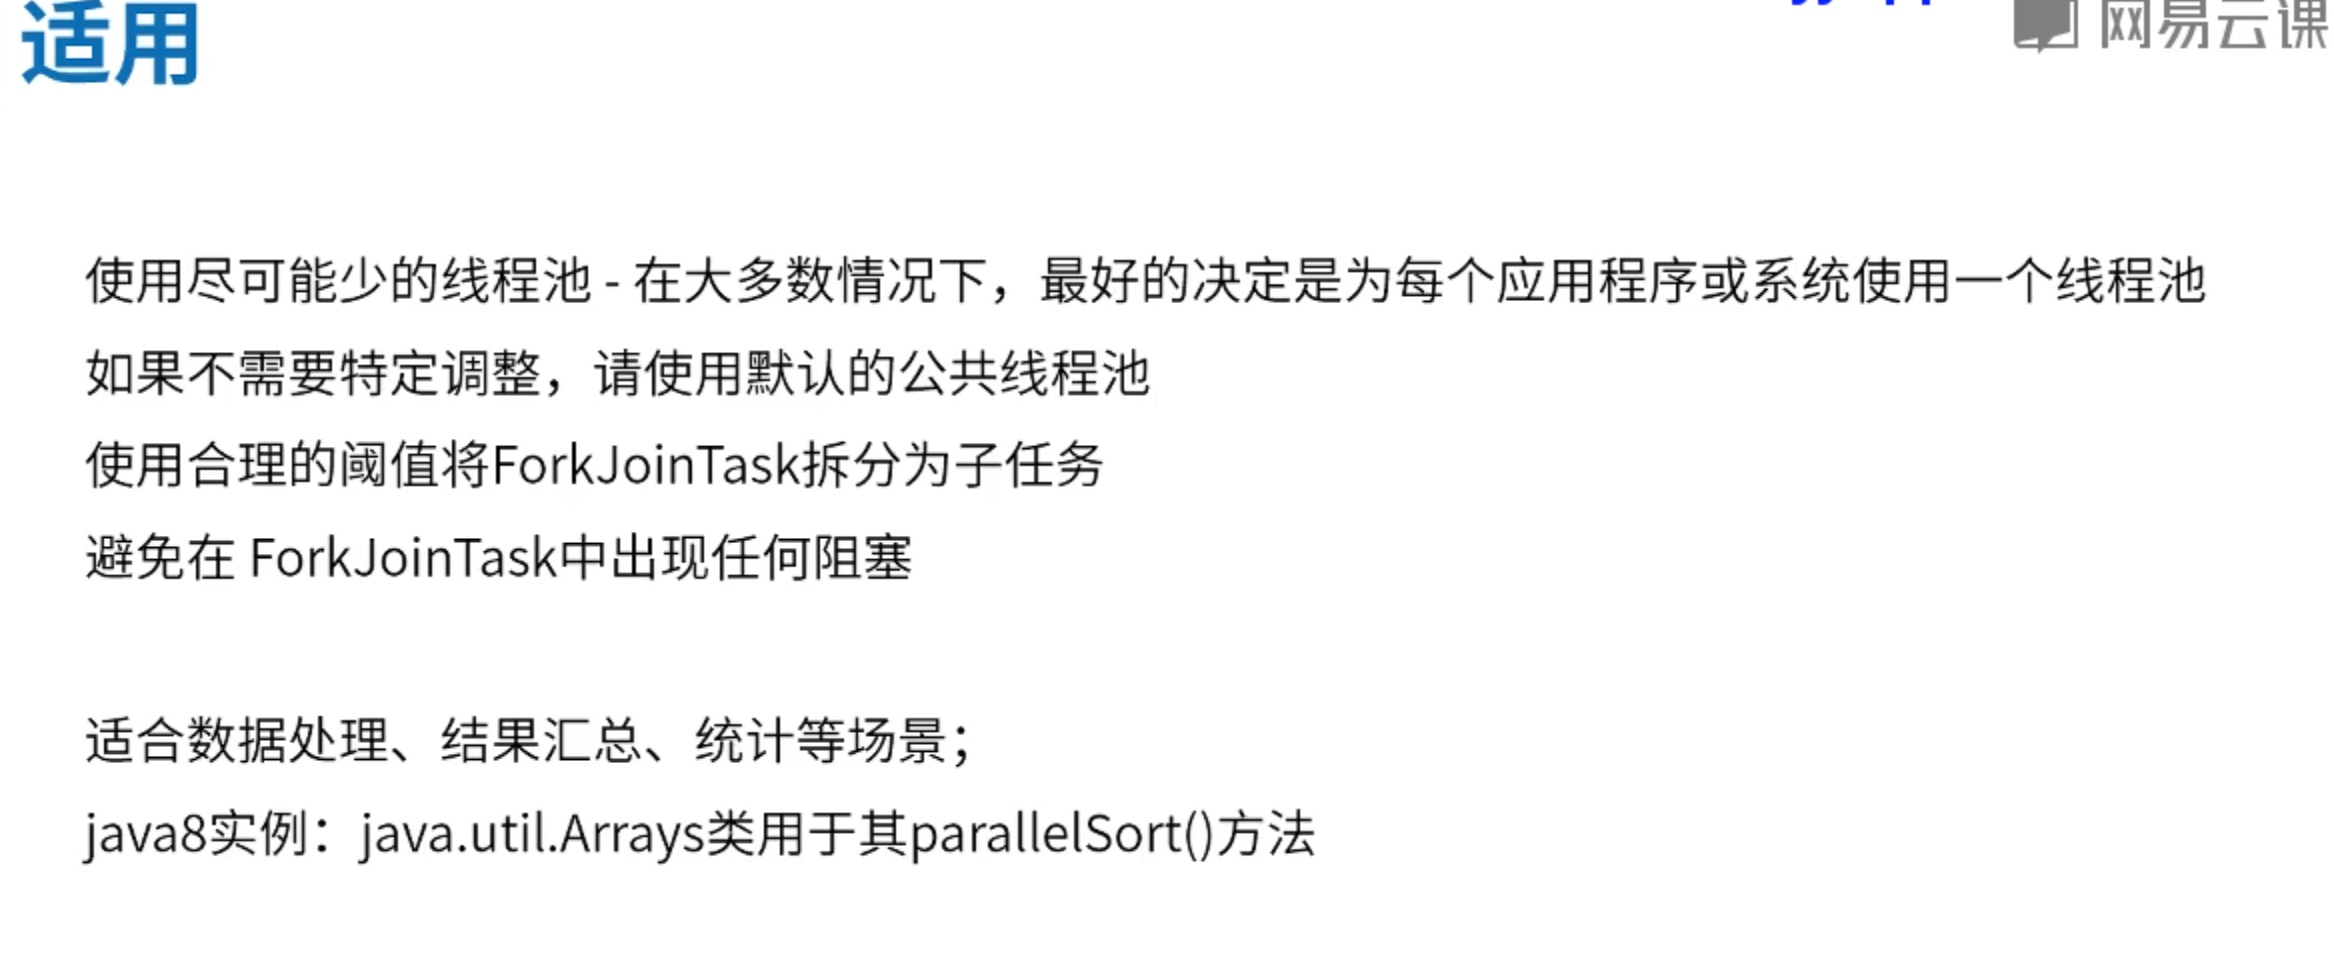 适用
网易云课
使用尽可能少的线程池 - 在大多数情况下，最好的决定是为每个应用程序或系统使用一个线程池
如果不需要特定调整，请使用默认的公共线程池
使用合理的阈值将ForkJoinTask拆分为子任务
避免在 ForkJoinTask中出现任何阻塞
适合数据处理、结果汇总、统计等场景；
java8实例：java.util.Arrays类用于其parallelSort()方法